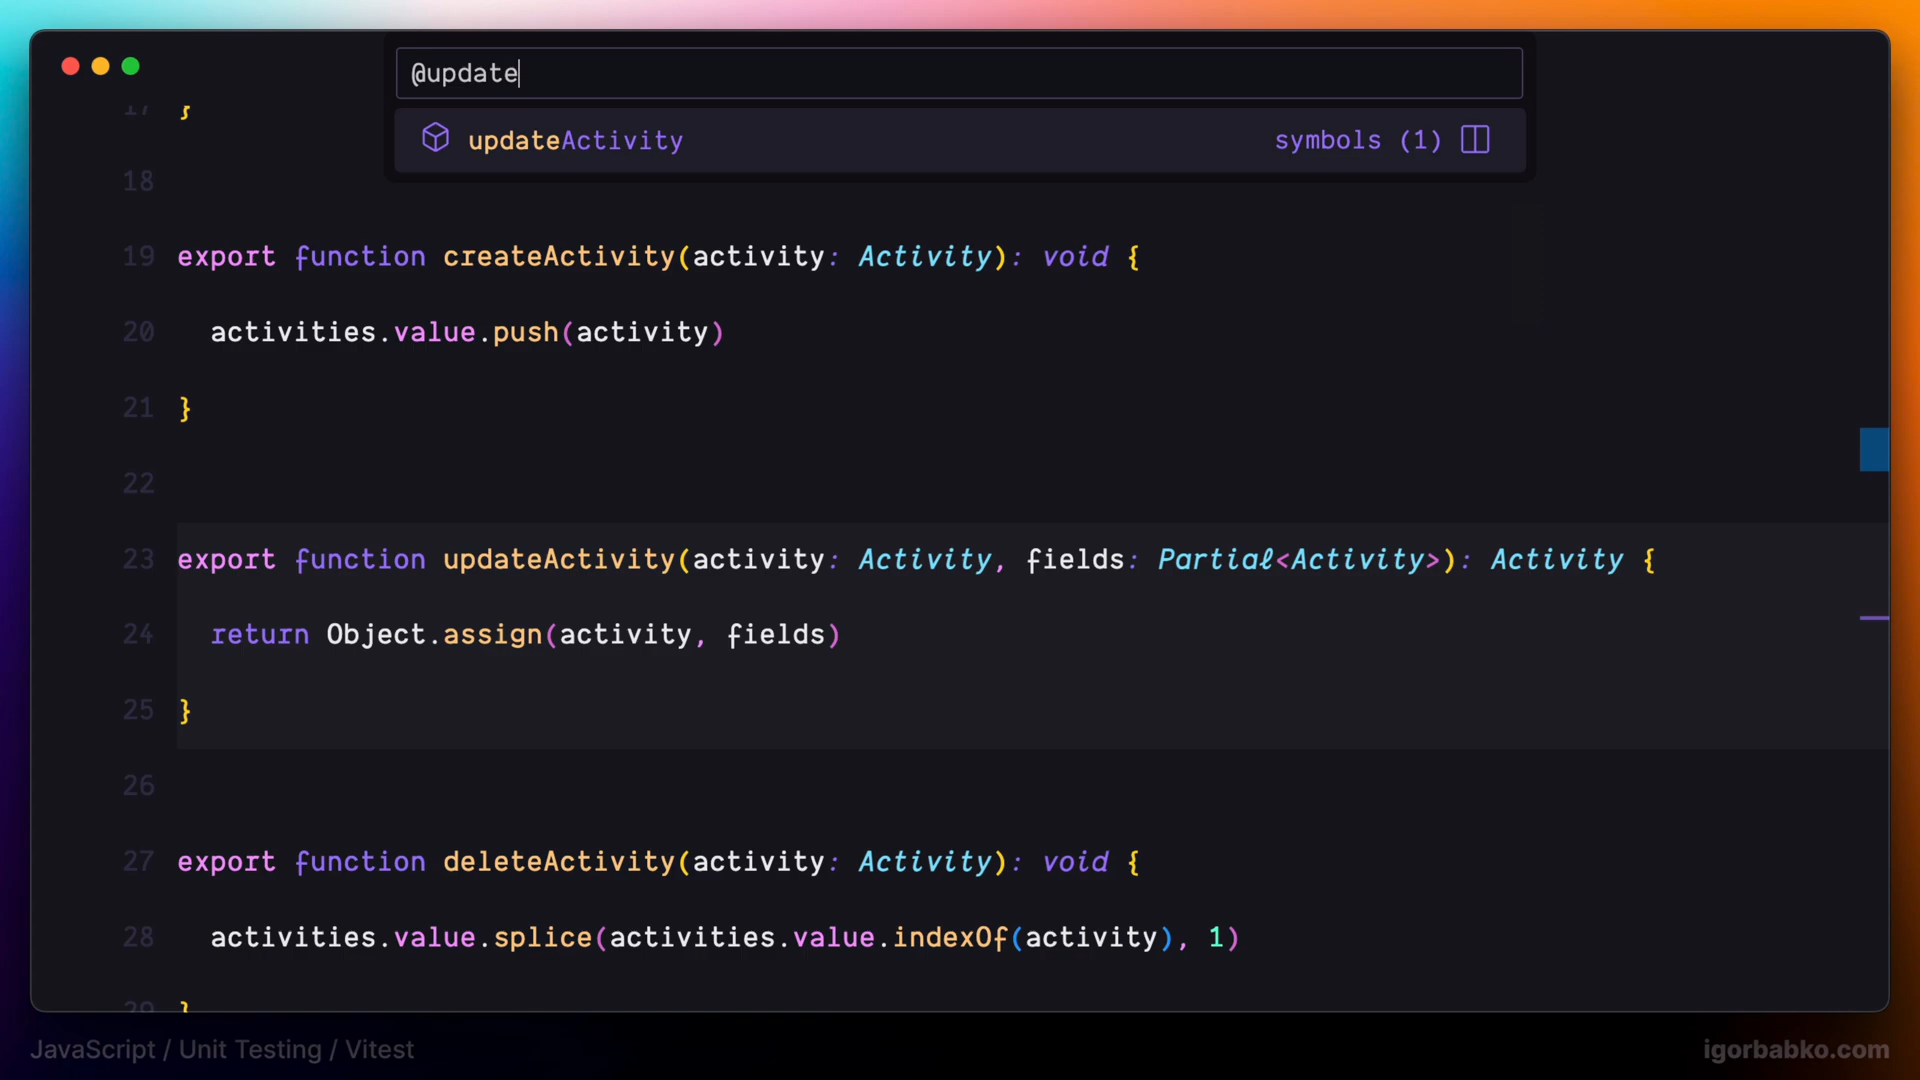 @update
updateActivity symbols (1)
17 }
18
19 export function createActivity(activity: Activity): void {
20 activities.value.push(activity)
21 }
22
23 export function updateActivity(activity: Activity, fields: Partial<Activity>): Activity {
24 return Object.assign(activity, fields)
25 }
26
27 export function deleteActivity(activity: Activity): void {
28 activities.value.splice(activities.value.indexOf(activity), 1)
29 }
JavaScript / Unit Testing / Vitest
igorbabko.com